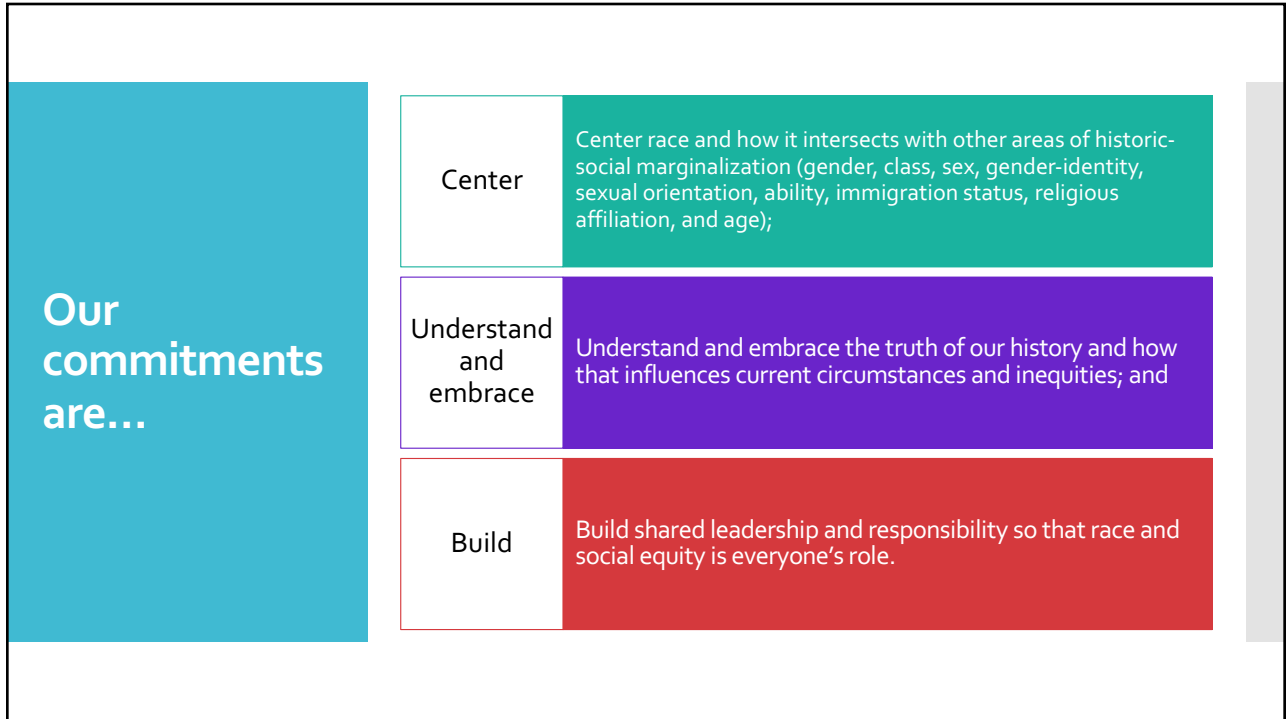 Our
commitments
are…
Center
Center race and how it intersects with other areas of historic-
social marginalization (gender, class, sex, gender-identity,
sexual orientation, ability, immigration status, religious
affiliation, and age);
Understand
and
embrace
Understand and embrace the truth of our history and how
that influences current circumstances and inequities; and
Build
Build shared leadership and responsibility so that race and
social equity is everyone’s role.